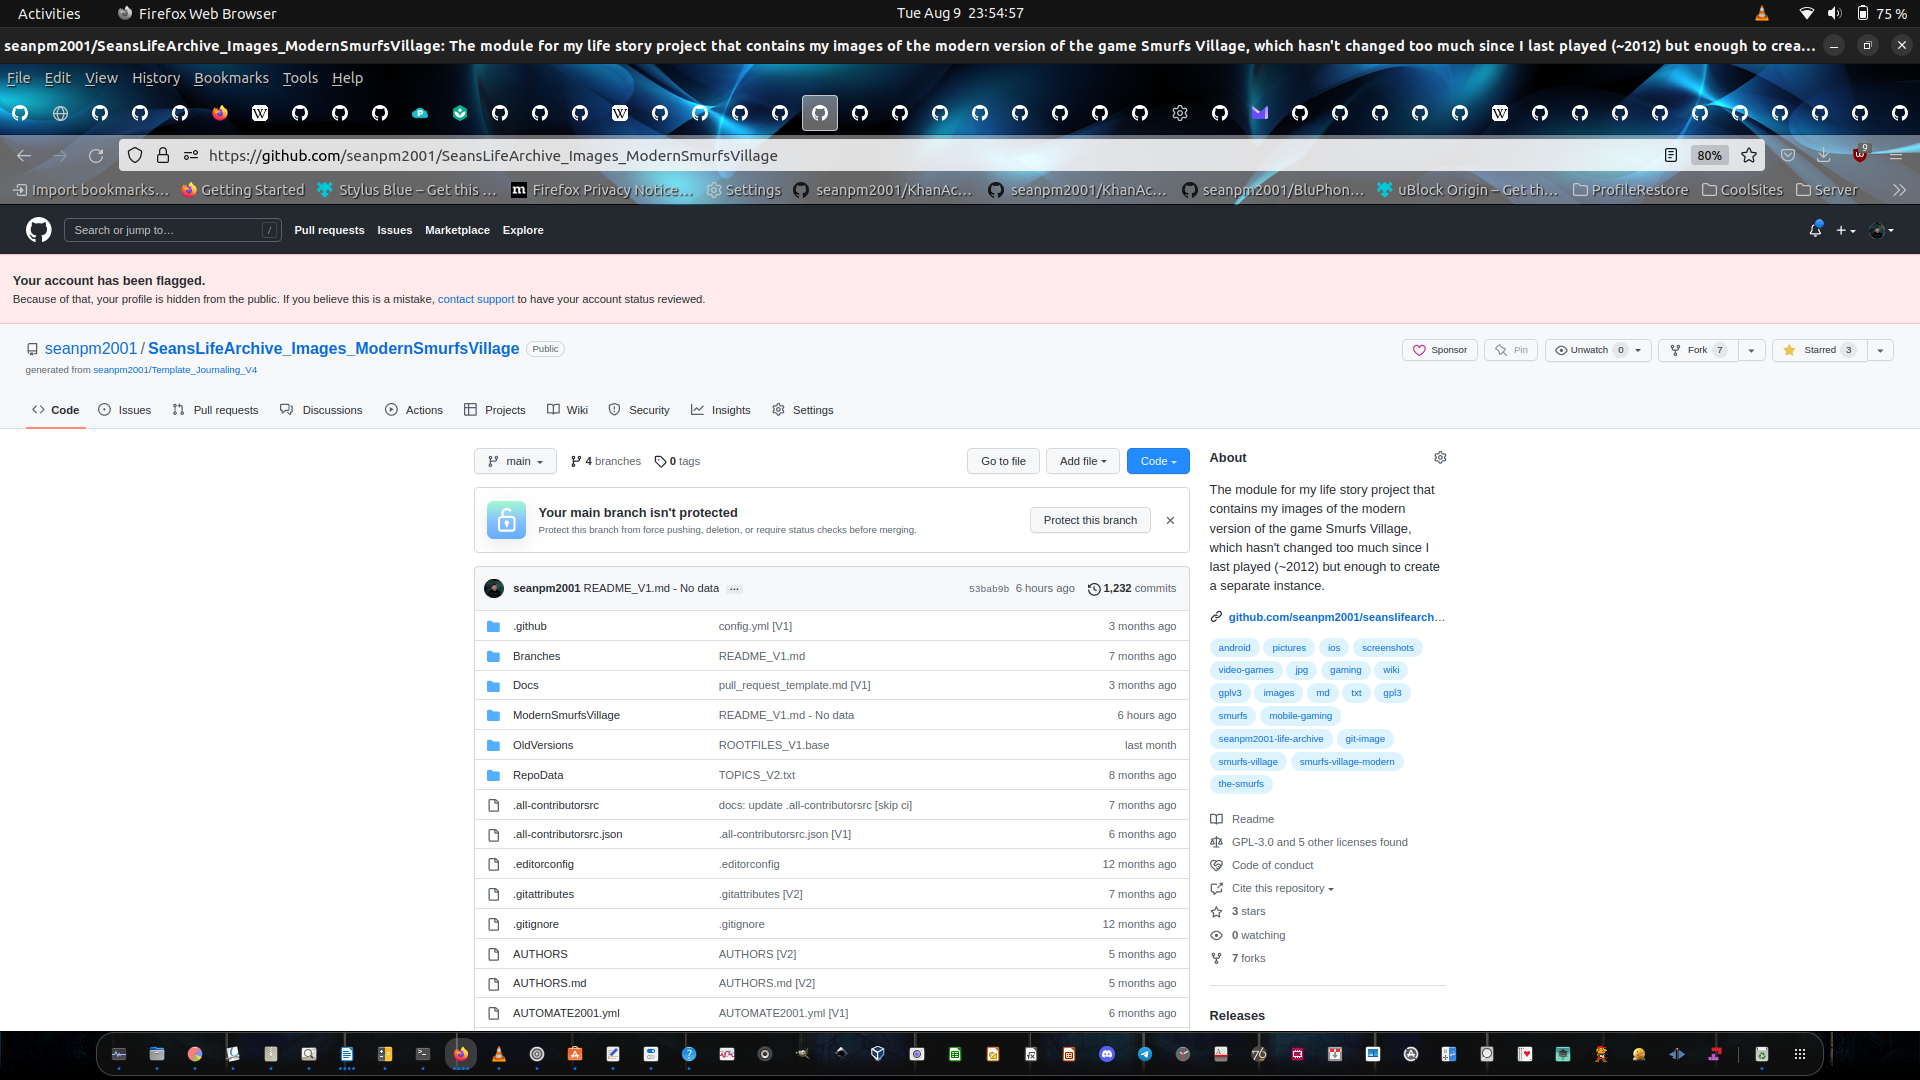 Activities
Firefox Web Browser
Tue Aug 9 23:54:57
75 %
seanpm2001/SeansLifeArchive_Images_ModernSmurfsVillage: The module for my life story project that contains my images of the modern version of the game Smurfs Village, which hasn't changed too much since I last played (~2012) but enough to crea…
File Edit View History Bookmarks Tools Help
https://github.com/seanpm2001/SeansLifeArchive_Images_ModernSmurfsVillage
80%
9
Import bookmarks… Getting Started Stylus Blue – Get this … Firefox Privacy Notice… Settings seanpm2001/KhanAc… seanpm2001/KhanAc… seanpm2001/BluPhon… uBlock Origin – Get th… ProfileRestore CoolSites Server
Search or jump to… /
Pull requests Issues Marketplace Explore
Your account has been flagged.
Because of that, your profile is hidden from the public. If you believe this is a mistake, contact support to have your account status reviewed.
seanpm2001 / SeansLifeArchive_Images_ModernSmurfsVillage Public
generated from seanpm2001/Template_Journaling_V4
Sponsor Pin Unwatch 0 Fork 7 Starred 3
Code Issues Pull requests Discussions Actions Projects Wiki Security Insights Settings
main 4 branches 0 tags Go to file Add file Code
Your main branch isn't protected
Protect this branch from force pushing, deletion, or require status checks before merging.
Protect this branch
seanpm2001 README_V1.md - No data … 53bab9b 6 hours ago 1,232 commits
.github config.yml [V1] 3 months ago
Branches README_V1.md 7 months ago
Docs pull_request_template.md [V1] 3 months ago
ModernSmurfsVillage README_V1.md - No data 6 hours ago
OldVersions ROOTFILES_V1.base last month
RepoData TOPICS_V2.txt 8 months ago
.all-contributorsrc docs: update .all-contributorsrc [skip ci] 7 months ago
.all-contributorsrc.json .all-contributorsrc.json [V1] 6 months ago
.editorconfig .editorconfig 12 months ago
.gitattributes .gitattributes [V2] 7 months ago
.gitignore .gitignore 12 months ago
AUTHORS AUTHORS [V2] 5 months ago
AUTHORS.md AUTHORS.md [V2] 5 months ago
AUTOMATE2001.yml AUTOMATE2001.yml [V1] 6 months ago
About
The module for my life story project that
contains my images of the modern
version of the game Smurfs Village,
which hasn't changed too much since I
last played (~2012) but enough to create
a separate instance.
github.com/seanpm2001/seanslifearch…
android pictures ios screenshots
video-games jpg gaming wiki
gplv3 images md txt gpl3
smurfs mobile-gaming
seanpm2001-life-archive git-image
smurfs-village smurfs-village-modern
the-smurfs
Readme
GPL-3.0 and 5 other licenses found
Code of conduct
Cite this repository
3 stars
0 watching
7 forks
Releases